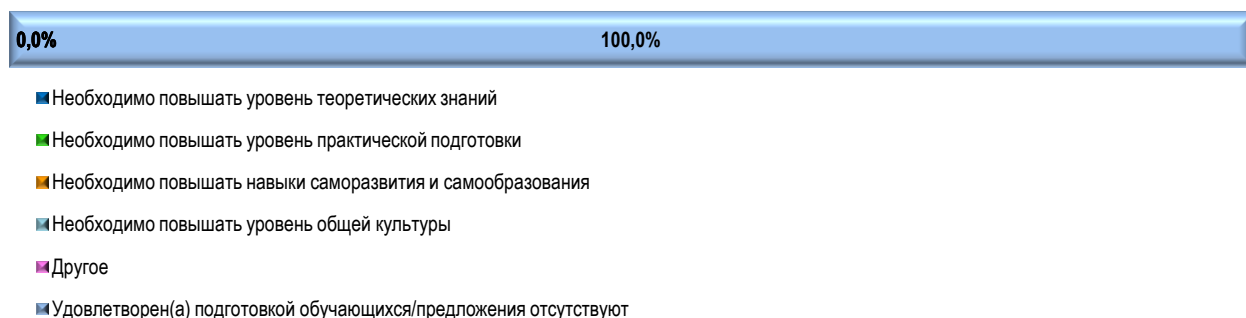 0,0% 100,0%
Необходимо повышать уровень теоретических знаний
Необходимо повышать уровень практической подготовки
Необходимо повышать навыки саморазвития и самообразования
Необходимо повышать уровень общей культуры
Другое
Удовлетворен(а) подготовкой обучающихся/предложения отсутствуют